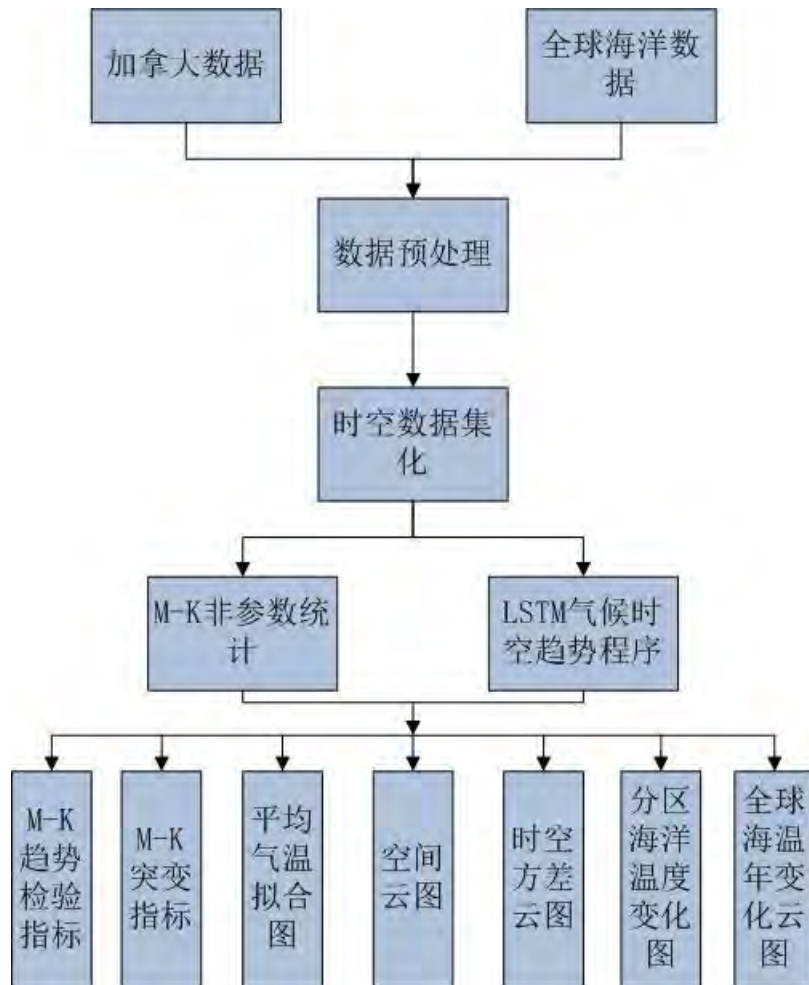 加拿大数据
全球海洋数
据
数据预处理
时空数据集
化
M-K非参数统
计
LSTM气候时
空趋势程序
M-K
趋势
检验
指标
M-K
突变
指标
平均
气温
拟合
图
空间
云图
时空
方差
云图
分区
海洋
温度
变化
图
全球
海温
年变
化云
图